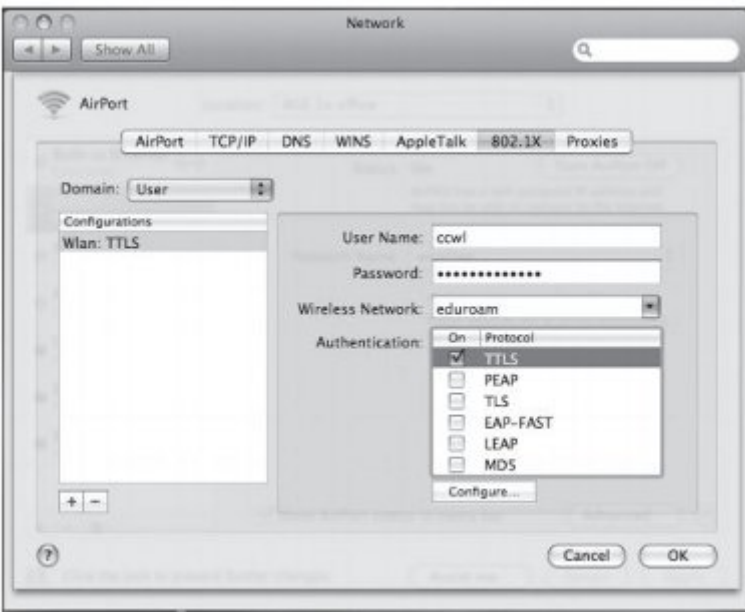 Network
Show All
AirPort
AirPort TCP/IP DNS WINS AppleTalk 802.1X Proxies
Domain: User
Configurations
Wlan: TTLS
User Name: ccwl
Password: •••••••••••••
Wireless Network: eduroam
Authentication: On Protocol
TTLS
PEAP
TLS
EAP-FAST
LEAP
MD5
Configure...
+ −
? Cancel OK